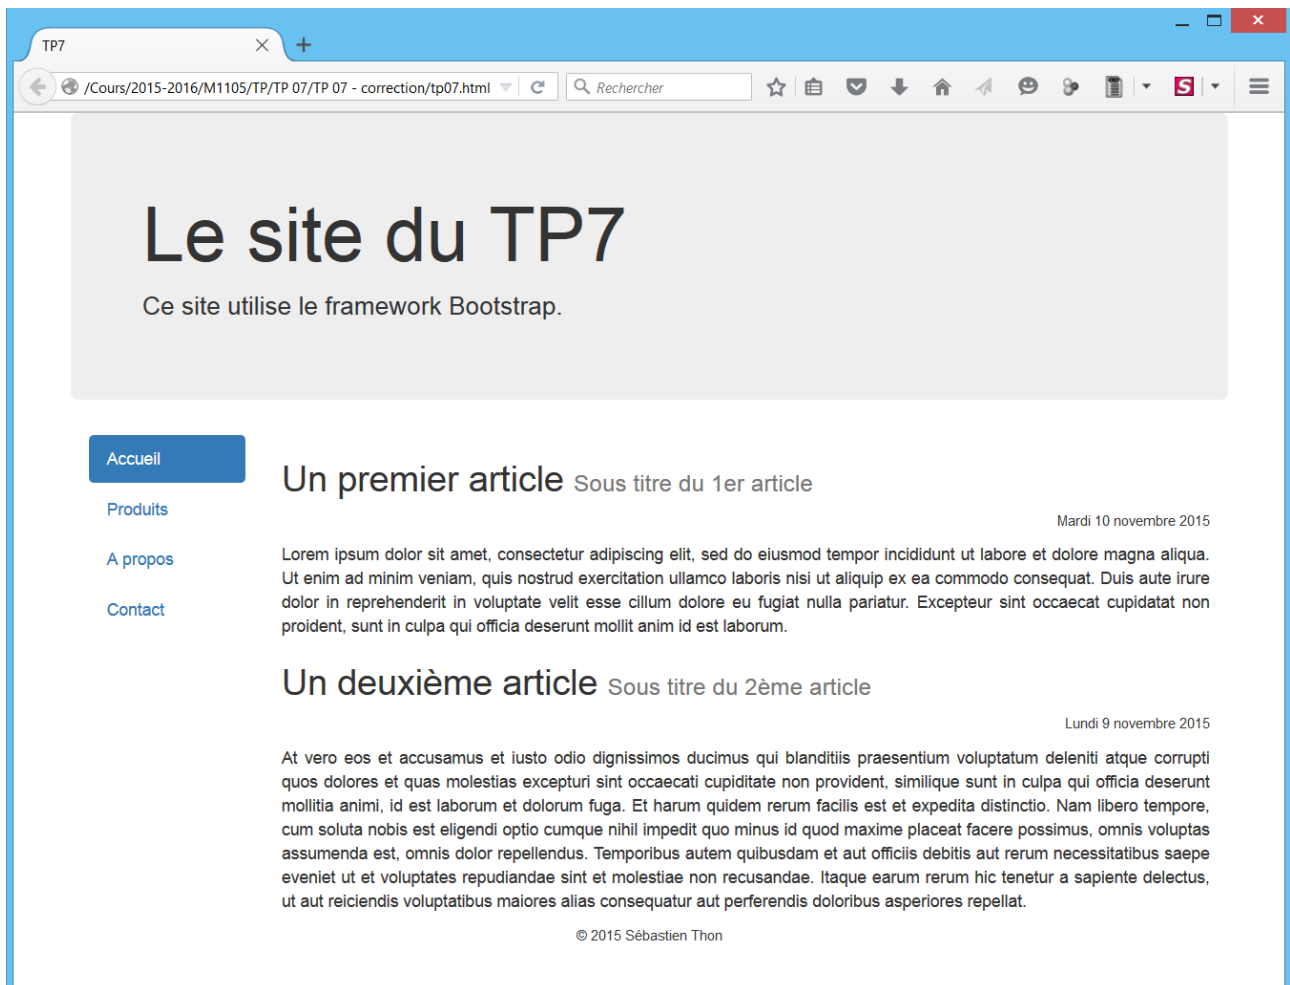 TP7
/Cours/2015-2016/M1105/TP/TP 07/TP 07 - correction/tp07.html
Rechercher
S
Le site du TP7
Ce site utilise le framework Bootstrap.
Accueil
Produits
A propos
Contact
Un premier article Sous titre du 1er article
Mardi 10 novembre 2015
Lorem ipsum dolor sit amet, consectetur adipiscing elit, sed do eiusmod tempor incididunt ut labore et dolore magna aliqua.
Ut enim ad minim veniam, quis nostrud exercitation ullamco laboris nisi ut aliquip ex ea commodo consequat. Duis aute irure
dolor in reprehenderit in voluptate velit esse cillum dolore eu fugiat nulla pariatur. Excepteur sint occaecat cupidatat non
proident, sunt in culpa qui officia deserunt mollit anim id est laborum.
Un deuxième article Sous titre du 2ème article
Lundi 9 novembre 2015
At vero eos et accusamus et iusto odio dignissimos ducimus qui blanditiis praesentium voluptatum deleniti atque corrupti
quos dolores et quas molestias excepturi sint occaecati cupiditate non provident, similique sunt in culpa qui officia deserunt
mollitia animi, id est laborum et dolorum fuga. Et harum quidem rerum facilis est et expedita distinctio. Nam libero tempore,
cum soluta nobis est eligendi optio cumque nihil impedit quo minus id quod maxime placeat facere possimus, omnis voluptas
assumenda est, omnis dolor repellendus. Temporibus autem quibusdam et aut officiis debitis aut rerum necessitatibus saepe
eveniet ut et voluptates repudiandae sint et molestiae non recusandae. Itaque earum rerum hic tenetur a sapiente delectus,
ut aut reiciendis voluptatibus maiores alias consequatur aut perferendis doloribus asperiores repellat.
© 2015 Sébastien Thon